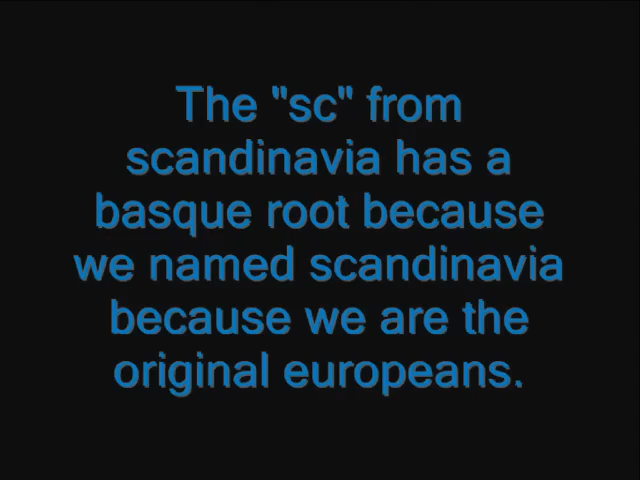 The "sc" from
scandinavia has a
basque root because
we named scandinavia
because we are the
original europeans.